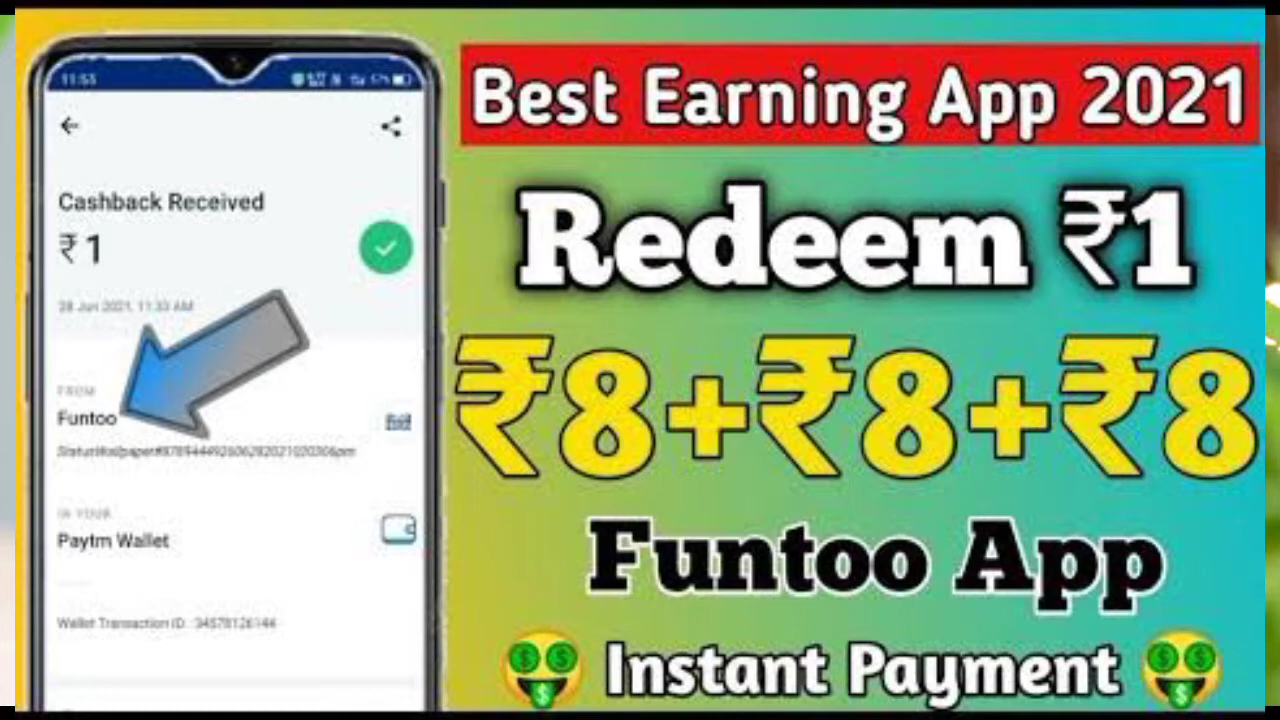 11:53
Cashback Received
₹1
28 Jun 2021, 11:33 AM
FROM
Funtoo
IN YOUR
Paytm Wallet
Wallet Transaction ID : 34578126144
Best Earning App 2021
Redeem ₹1
₹8+₹8+₹8
Funtoo App
Instant Payment